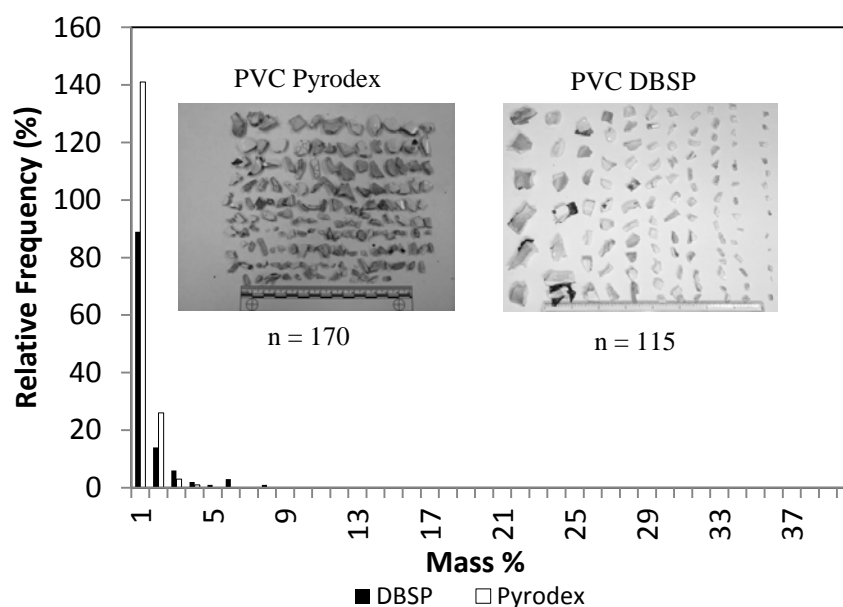 160
140
120
100
80
60
40
20
0
Relative Frequency (%)
PVC Pyrodex
PVC DBSP
n = 170
n = 115
1 5 9 13 17 21 25 29 33 37
Mass %
DBSP Pyrodex